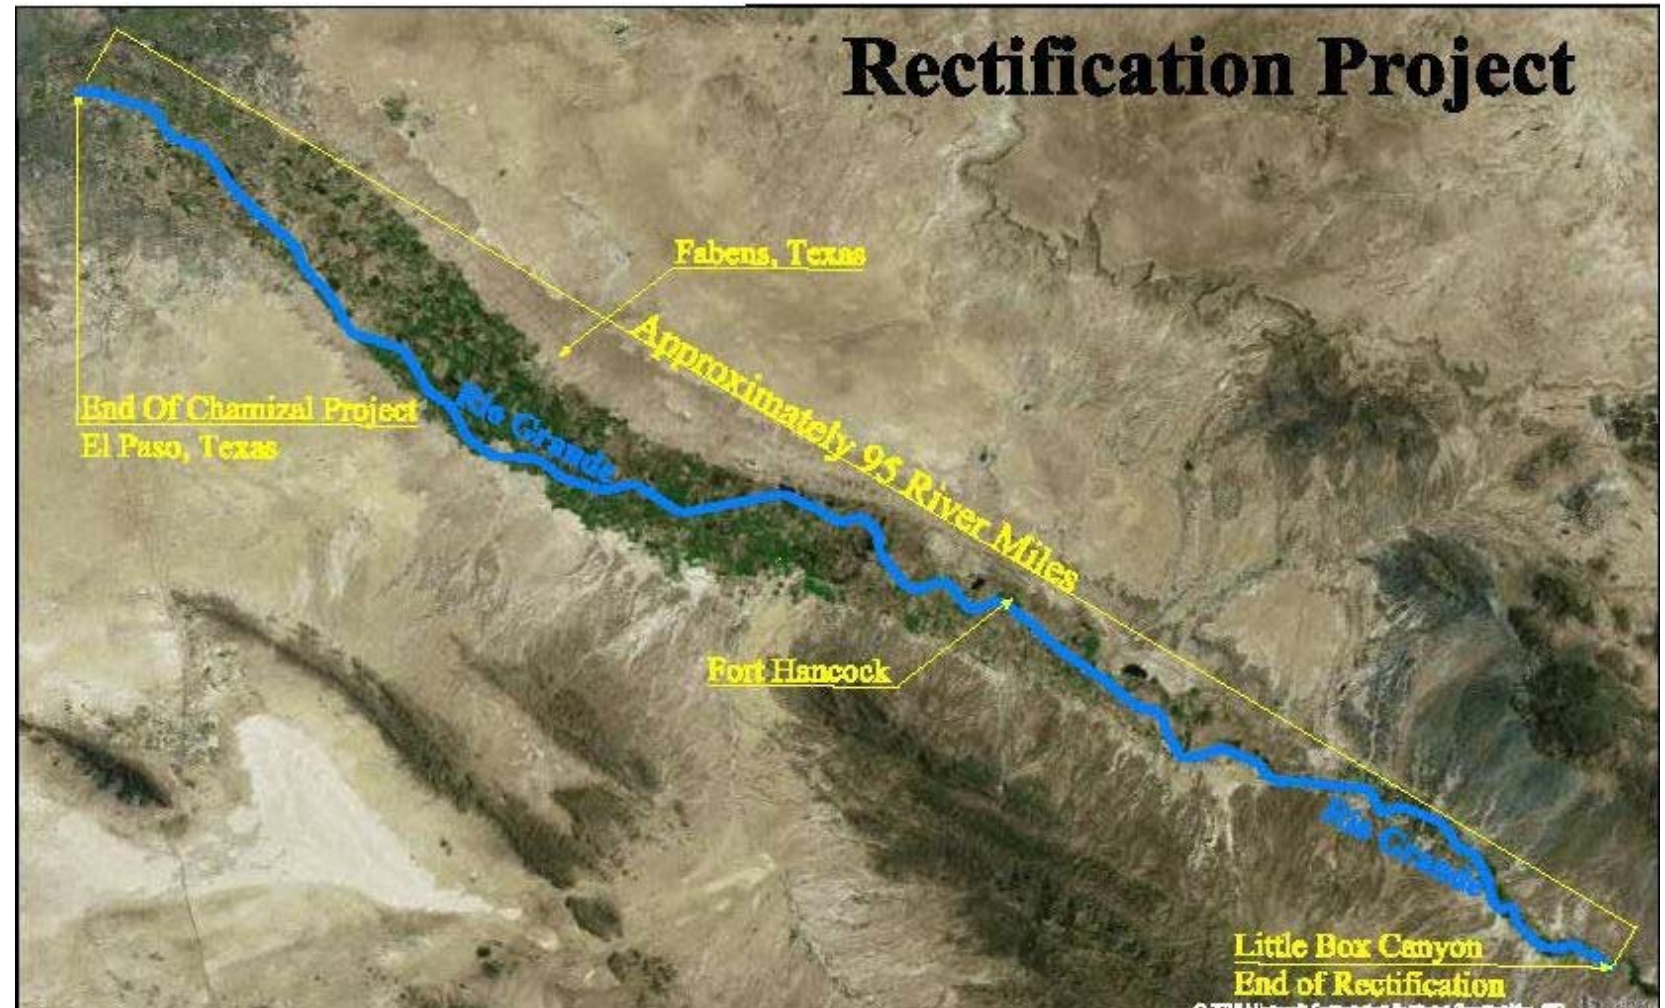 Rectification Project
Fabens, Texas
Approximately 95 River Miles
End Of Chamizal Project
El Paso, Texas
Rio Grande
Fort Hancock
Rio Grande
Little Box Canyon
End of Rectification